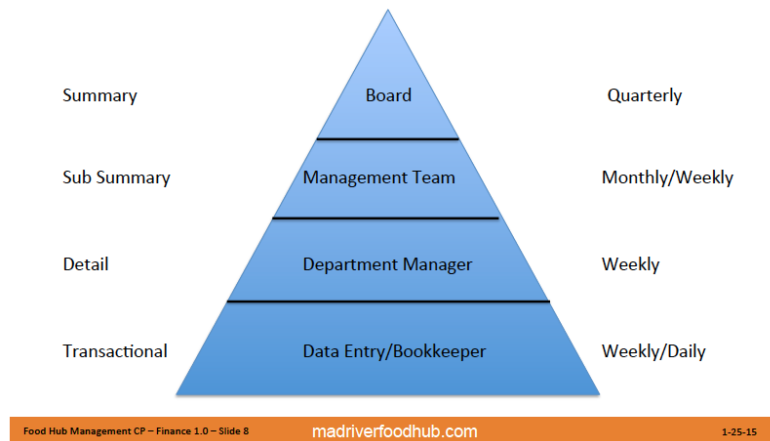 Summary Board Quarterly
Sub Summary Management Team Monthly/Weekly
Detail Department Manager Weekly
Transactional Data Entry/Bookkeeper Weekly/Daily
Food Hub Management CP – Finance 1.0 – Slide 8 madriverfoodhub.com 1-25-15